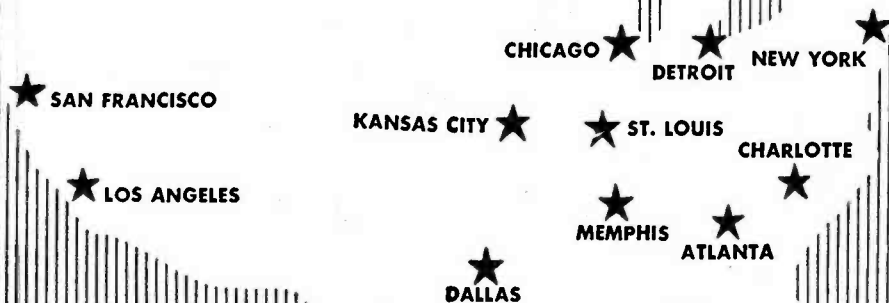 CHICAGO
DETROIT
NEW YORK
SAN FRANCISCO
KANSAS CITY
ST. LOUIS
CHARLOTTE
LOS ANGELES
MEMPHIS
ATLANTA
DALLAS